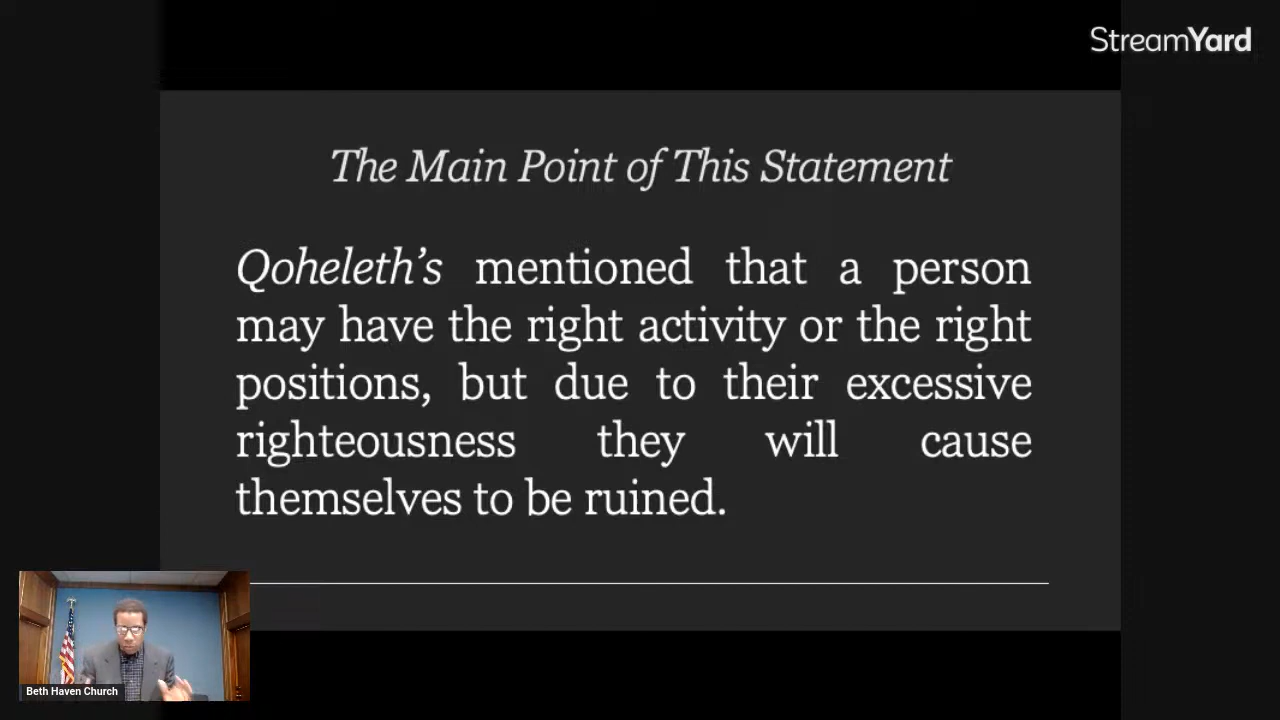 StreamYard
The Main Point of This Statement
Qoheleth's mentioned that a person
may have the right activity or the right
positions, but due to their excessive
righteousness they will cause
themselves to be ruined.
Beth Haven Church